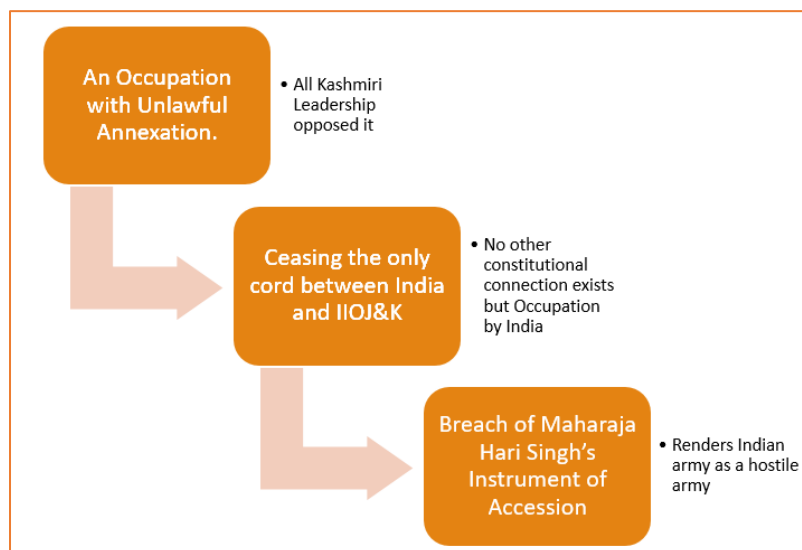 An Occupation
with Unlawful
Annexation.
• All Kashmiri
Leadership
opposed it
Ceasing the only
cord between India
and IIOJ&K
• No other
constitutional
connection exists
but Occupation
by India
Breach of Maharaja
Hari Singh's
Instrument of
Accession
• Renders Indian
army as a hostile
army